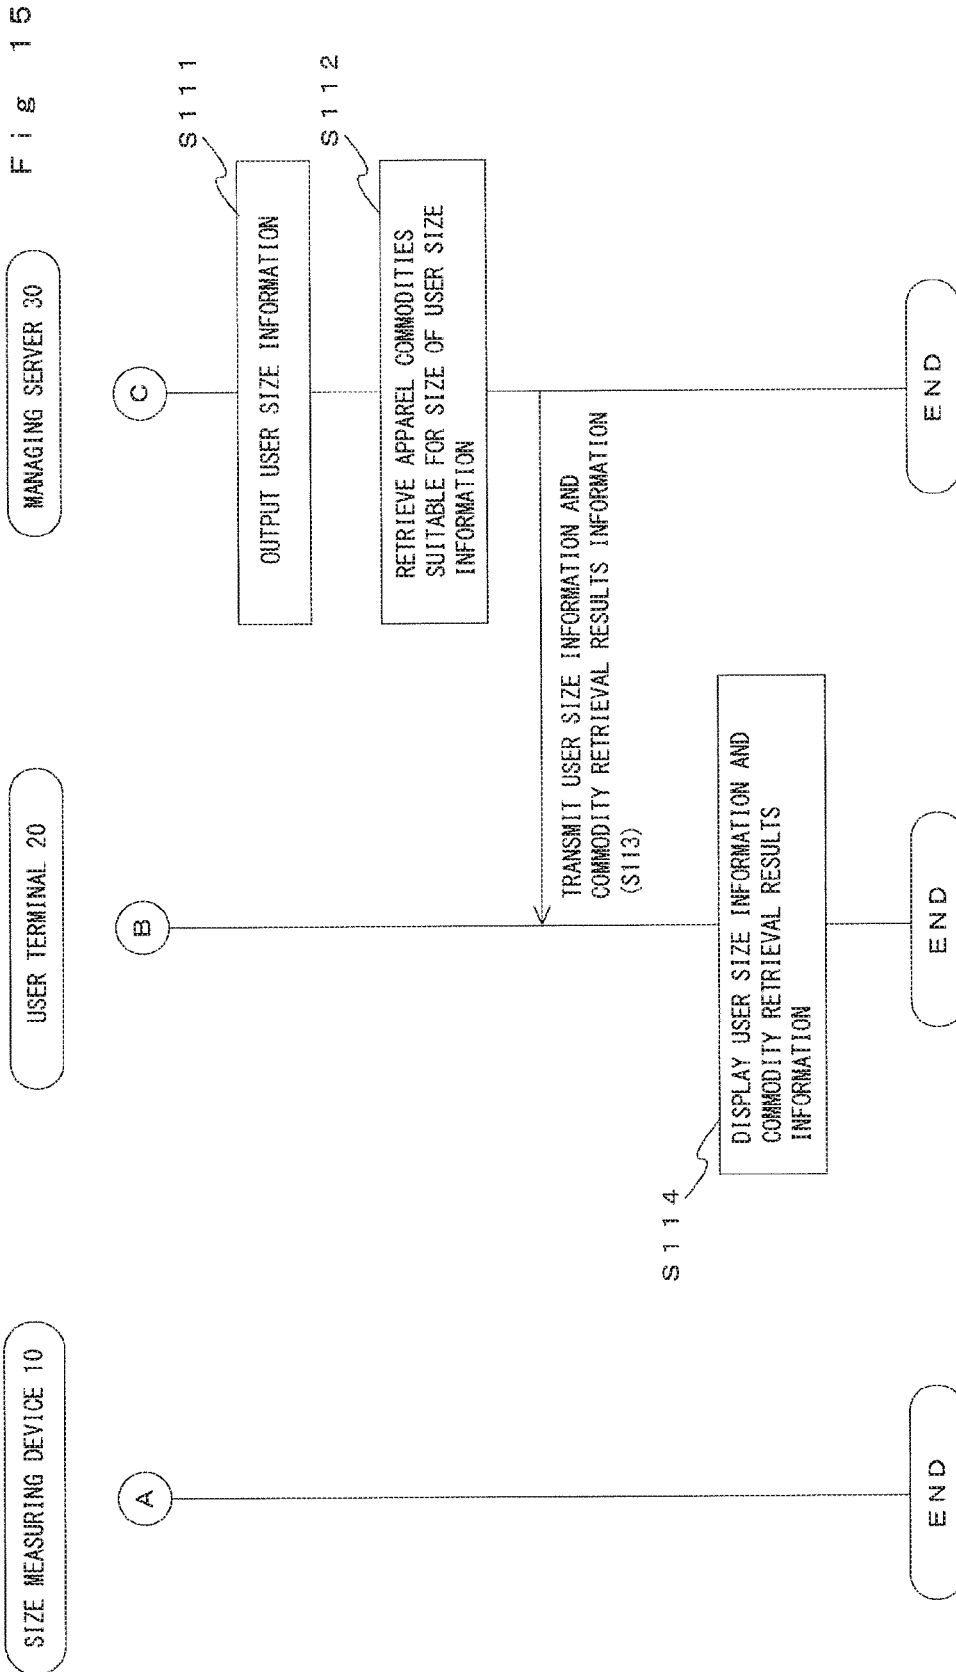 Fig 15
SIZE MEASURING DEVICE 10
USER TERMINAL 20
MANAGING SERVER 30
A
B
C
S111
OUTPUT USER SIZE INFORMATION
S112
RETRIEVE APPAREL COMMODITIES
SUITABLE FOR SIZE OF USER SIZE
INFORMATION
TRANSMIT USER SIZE INFORMATION AND
COMMODITY RETRIEVAL RESULTS INFORMATION
(S113)
S114
DISPLAY USER SIZE INFORMATION AND
COMMODITY RETRIEVAL RESULTS
INFORMATION
END
END
END